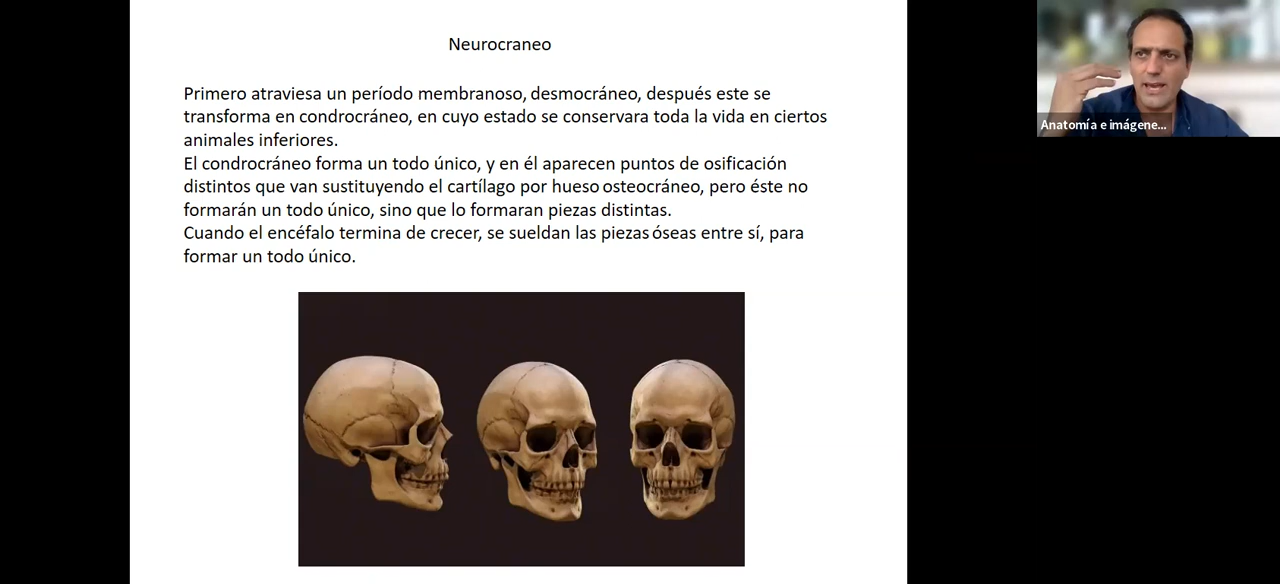 Neurocraneo
Primero atraviesa un período membranoso, desmocráneo, después este se
transforma en condrocráneo, en cuyo estado se conservara toda la vida en ciertos
animales inferiores.
El condrocráneo forma un todo único, y en él aparecen puntos de osificación
distintos que van sustituyendo el cartílago por hueso osteocráneo, pero éste no
formarán un todo único, sino que lo formaran piezas distintas.
Cuando el encéfalo termina de crecer, se sueldan las piezas óseas entre sí, para
formar un todo único.
Anatomía e imágene...